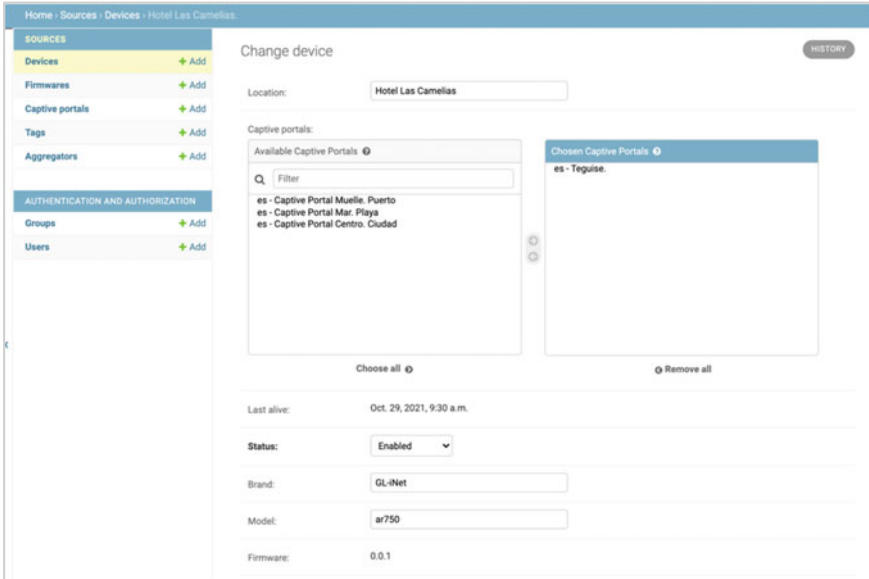 Home › Sources › Devices › Hotel Las Camelias.
SOURCES
Devices + Add
Firmwares + Add
Captive portals + Add
Tags + Add
Aggregators + Add
AUTHENTICATION AND AUTHORIZATION
Groups + Add
Users + Add
Change device
HISTORY
Location: Hotel Las Camelias
Captive portals:
Available Captive Portals ?
Filter
es - Captive Portal Muelle. Puerto
es - Captive Portal Mar. Playa
es - Captive Portal Centro. Ciudad
Choose all
Chosen Captive Portals ?
es - Teguise.
Remove all
Last alive: Oct. 29, 2021, 9:30 a.m.
Status: Enabled
Brand: GL-iNet
Model: ar750
Firmware: 0.0.1